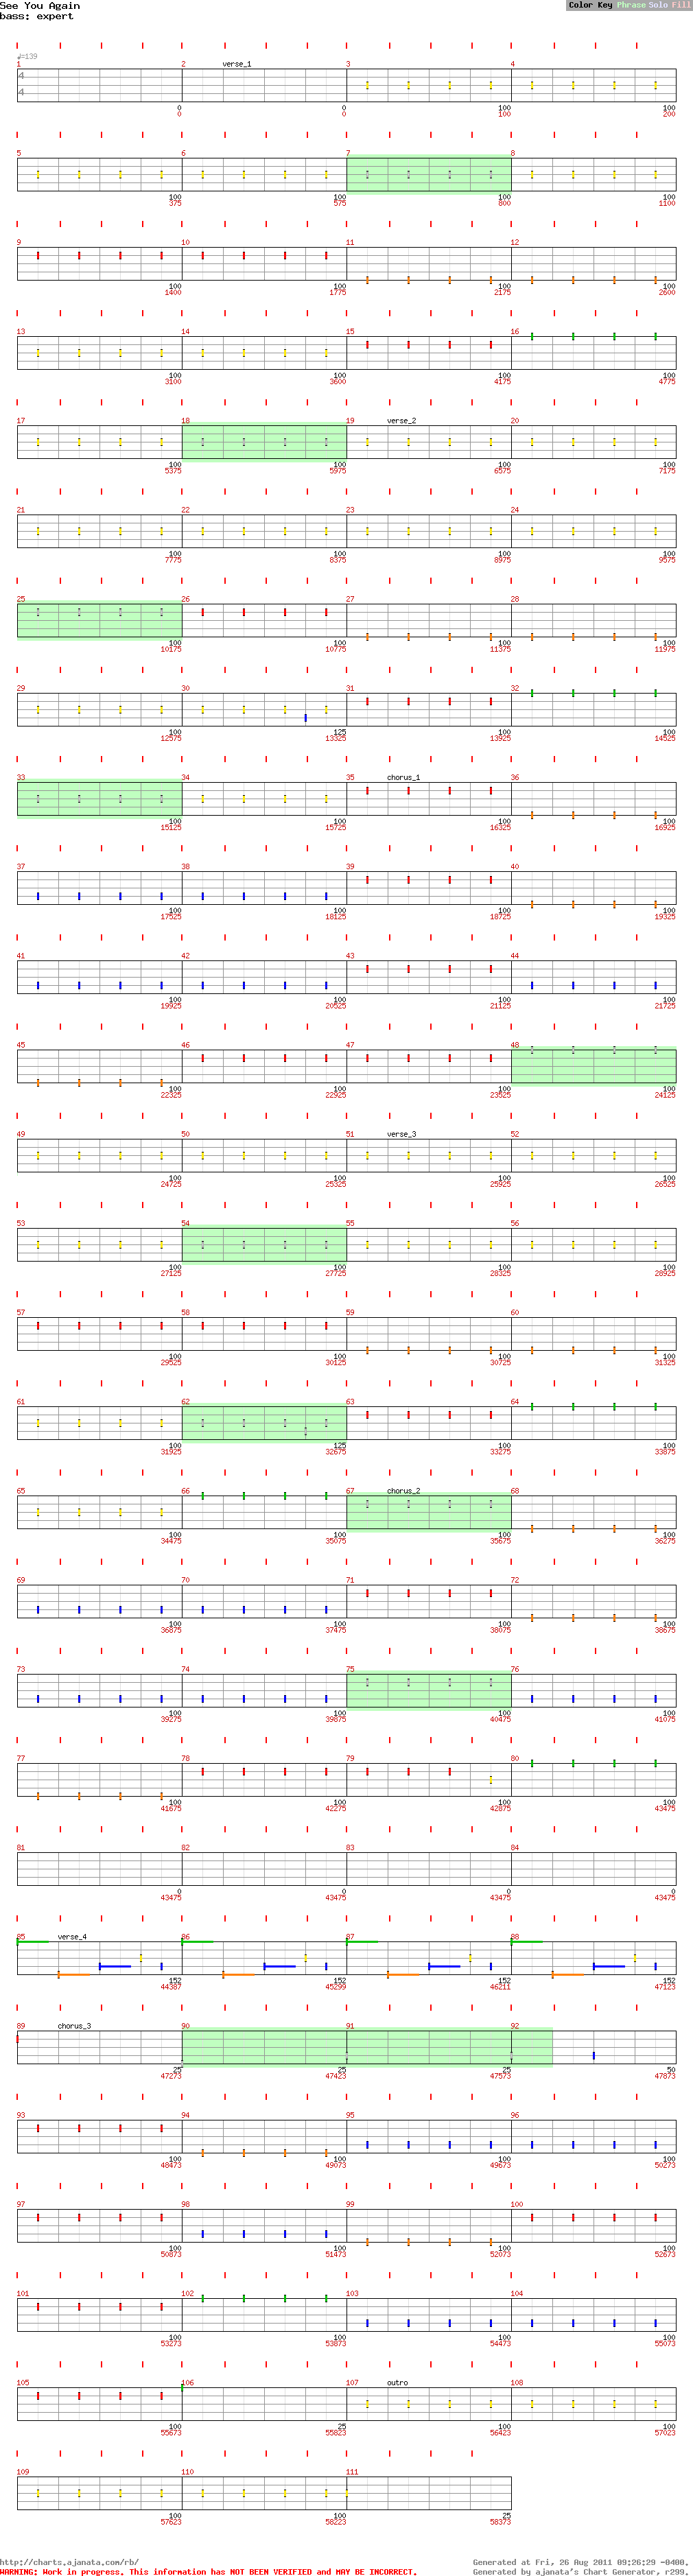 See You Again
bass: expert
Color Key Phrase Solo Fill
♩=139
1 2 verse_1 3 4
4
4
0 0 100 100
0 0 100 200
5 6 7 8
100 100 100 100
375 575 800 1100
9 10 11 12
100 100 100 100
1400 1775 2175 2600
13 14 15 16
100 100 100 100
3100 3600 4175 4775
17 18 19 verse_2 20
100 100 100 100
5375 5975 6575 7175
21 22 23 24
100 100 100 100
7775 8375 8975 9575
25 26 27 28
100 100 100 100
10175 10775 11375 11975
29 30 31 32
100 125 100 100
12575 13325 13925 14525
33 34 35 chorus_1 36
100 100 100 100
15125 15725 16325 16925
37 38 39 40
100 100 100 100
17525 18125 18725 19325
41 42 43 44
100 100 100 100
19925 20525 21125 21725
45 46 47 48
100 100 100 100
22325 22925 23525 24125
49 50 51 verse_3 52
100 100 100 100
24725 25325 25925 26525
53 54 55 56
100 100 100 100
27125 27725 28325 28925
57 58 59 60
100 100 100 100
29525 30125 30725 31325
61 62 63 64
100 125 100 100
31925 32675 33275 33875
65 66 67 chorus_2 68
100 100 100 100
34475 35075 35675 36275
69 70 71 72
100 100 100 100
36875 37475 38075 38675
73 74 75 76
100 100 100 100
39275 39875 40475 41075
77 78 79 80
100 100 100 100
41675 42275 42875 43475
81 82 83 84
0 0 0 0
43475 43475 43475 43475
85 verse_4 86 87 88
152 152 152 152
44387 45299 46211 47123
89 chorus_3 90 91 92
25 25 25 50
47273 47423 47573 47873
93 94 95 96
100 100 100 100
48473 49073 49673 50273
97 98 99 100
100 100 100 100
50873 51473 52073 52673
101 102 103 104
100 100 100 100
53273 53873 54473 55073
105 106 107 outro 108
100 25 100 100
55673 55823 56423 57023
109 110 111
100 100 25
57623 58223 58373
http://charts.ajanata.com/rb/ Generated at Fri, 26 Aug 2011 09:26:29 -0400.
WARNING: Work in progress. This information has NOT BEEN VERIFIED and MAY BE INCORRECT. Generated by ajanata's Chart Generator, r299.